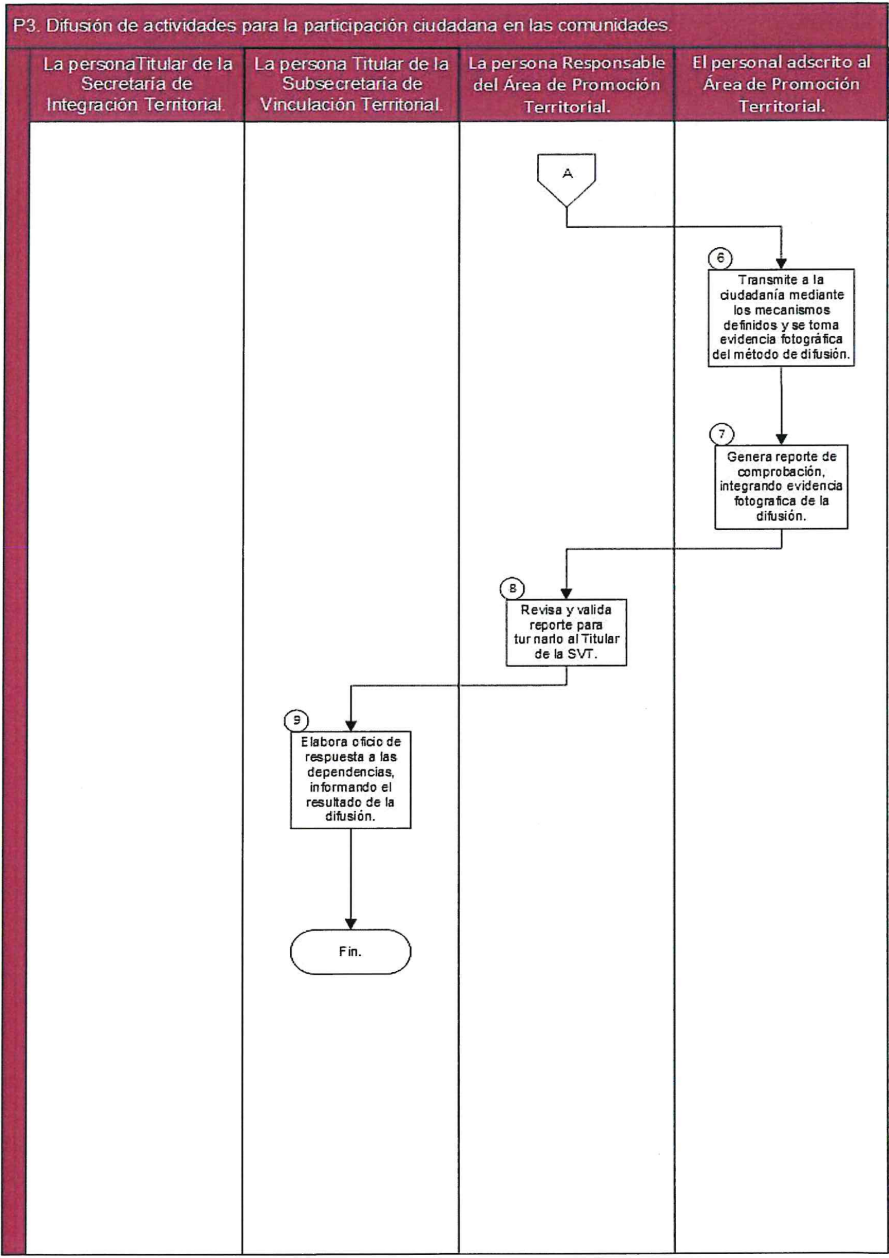 P3. Difusión de actividades para la participación ciudadana en las comunidades.
La personaTitular de la
Secretaría de
Integración Territorial.
La persona Titular de la
Subsecretaría de
Vinculación Territorial.
La persona Responsable
del Área de Promoción
Territorial.
El personal adscrito al
Área de Promoción
Territorial.
A
6
Transmite a la
ciudadanía mediante
los mecanismos
definidos y se toma
evidencia fotográfica
del método de difusión.
7
Genera reporte de
comprobación,
integrando evidencia
fotografica de la
difusión.
8
Revisa y valida
reporte para
turnarlo al Titular
de la SVT.
9
Elabora oficio de
respuesta a las
dependencias,
informando el
resultado de la
difusión.
Fin.